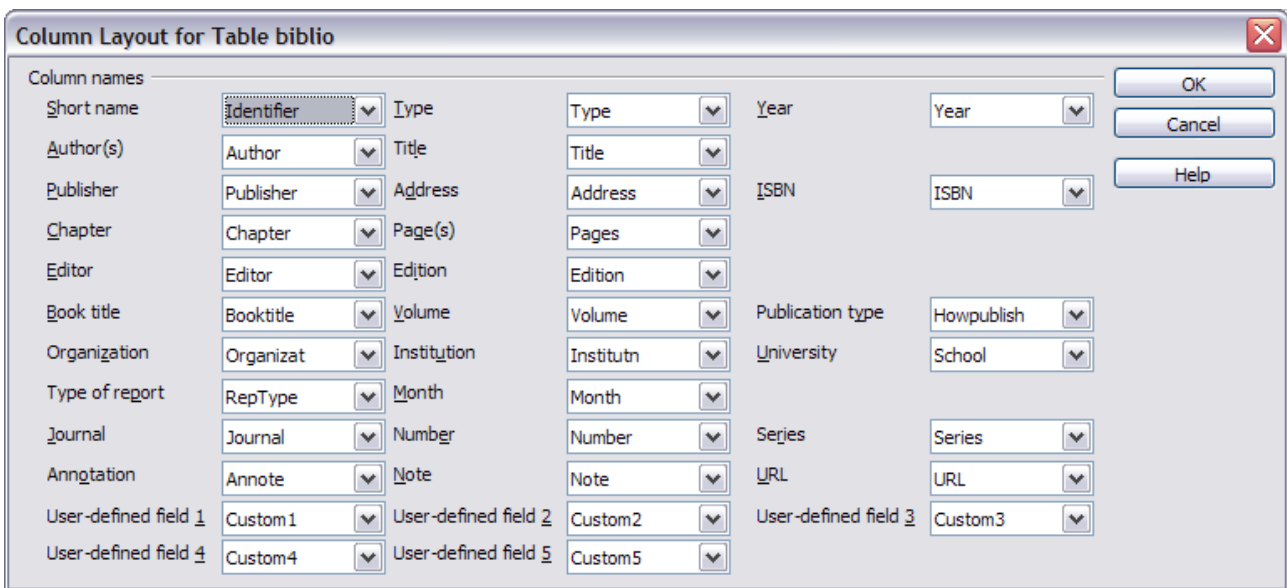 Column Layout for Table biblio
Column names
Short name Identifier Type Type Year Year OK
Cancel
Author(s) Author Title Title
Publisher Publisher Address Address ISBN ISBN Help
Chapter Chapter Page(s) Pages
Editor Editor Edition Edition
Book title Booktitle Volume Volume Publication type Howpublish
Organization Organizat Institution Institutn University School
Type of report RepType Month Month
Journal Journal Number Number Series Series
Annotation Annote Note Note URL URL
User-defined field 1 Custom1 User-defined field 2 Custom2 User-defined field 3 Custom3
User-defined field 4 Custom4 User-defined field 5 Custom5